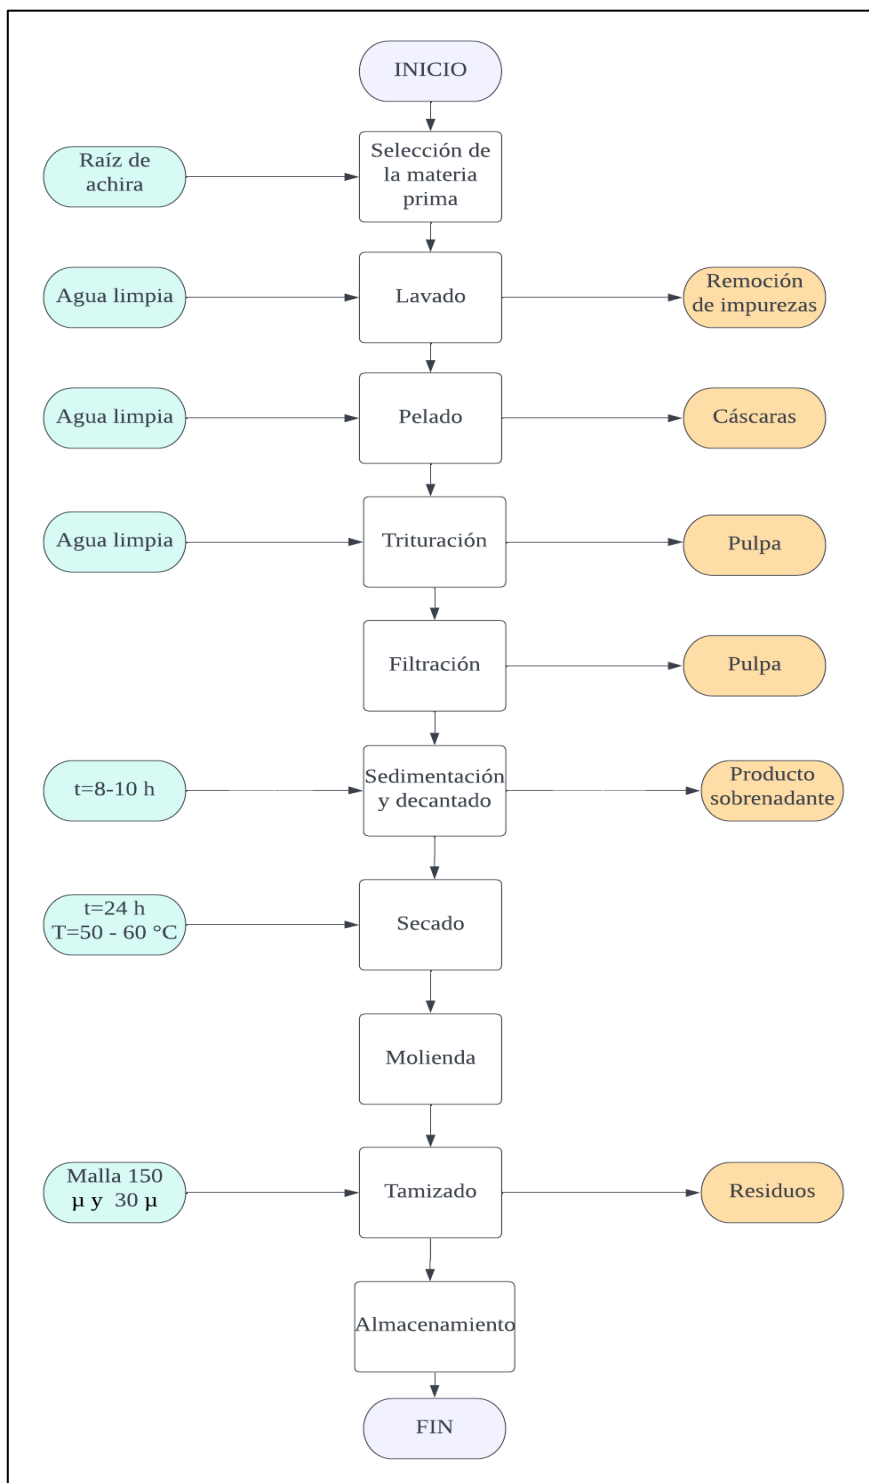 INICIO
Raíz de
achira
Selección de
la materia
prima
Agua limpia
Lavado
Remoción
de impurezas
Agua limpia
Pelado
Cáscaras
Agua limpia
Trituración
Pulpa
Filtración
Pulpa
t=8-10 h
Sedimentación
y decantado
Producto
sobrenadante
t=24 h
T=50 - 60 °C
Secado
Molienda
Malla 150
µ y 30 µ
Tamizado
Residuos
Almacenamiento
FIN